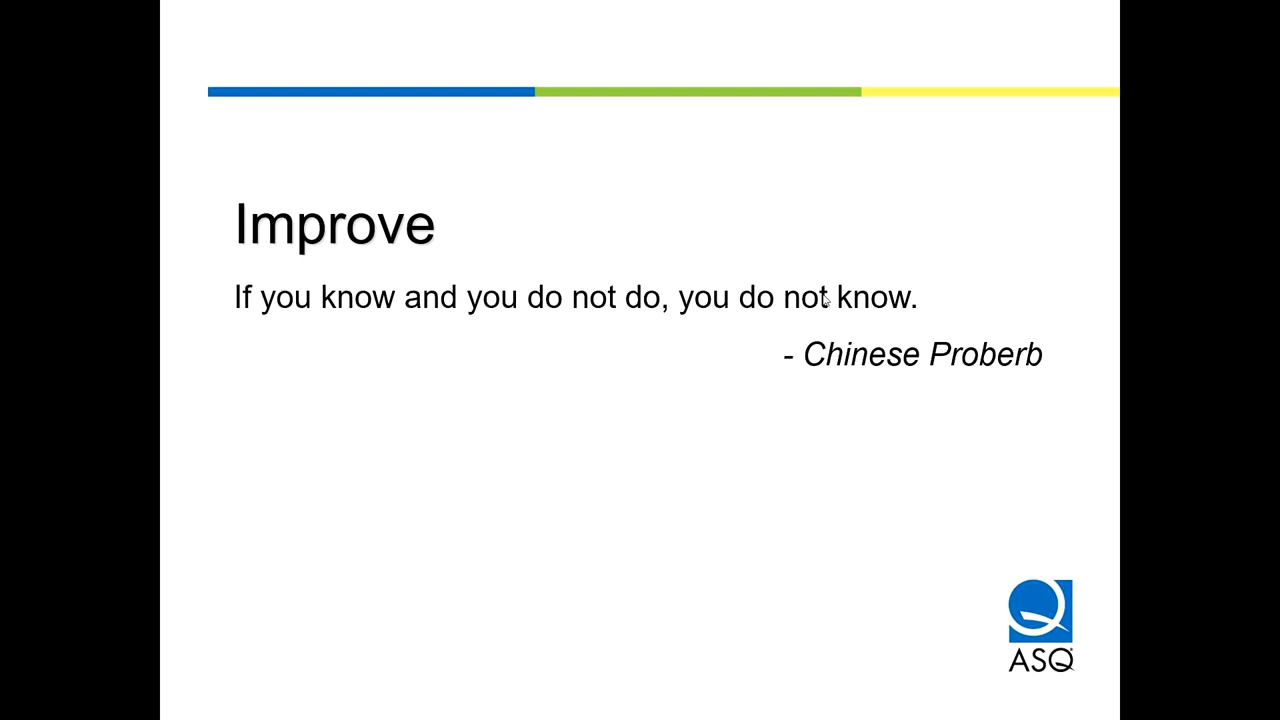 Improve
If you know and you do not do, you do not know.
- Chinese Proberb
ASQ